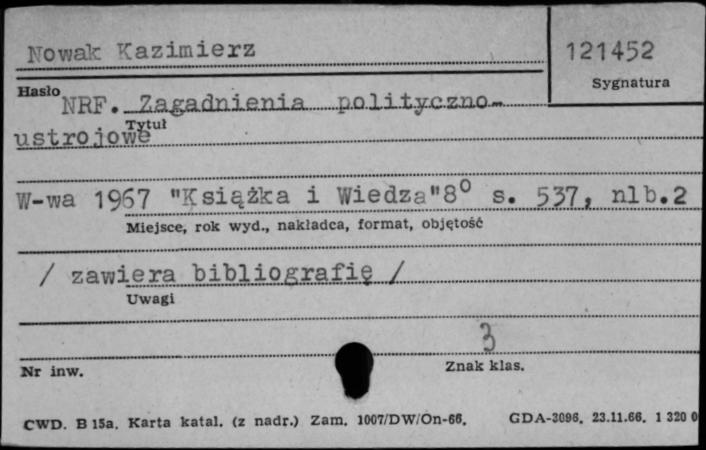 Nowak Kazimierz
121452
Hasło
Sygnatura
NRF. Zagadnienia polityczno-
Tytuł
ustrojowe
W-wa 1967 "Książka i Wiedza" 8° s. 537, nlb.2
Miejsce, rok wyd., nakładca, format, objętość
/ zawiera bibliografię /
Uwagi
3
Nr inw.
Znak klas.
CWD. B 15a. Karta katal. (z nadr.) Zam. 1007/DW/On-66. GDA-3096. 23.11.66. 1 320 0